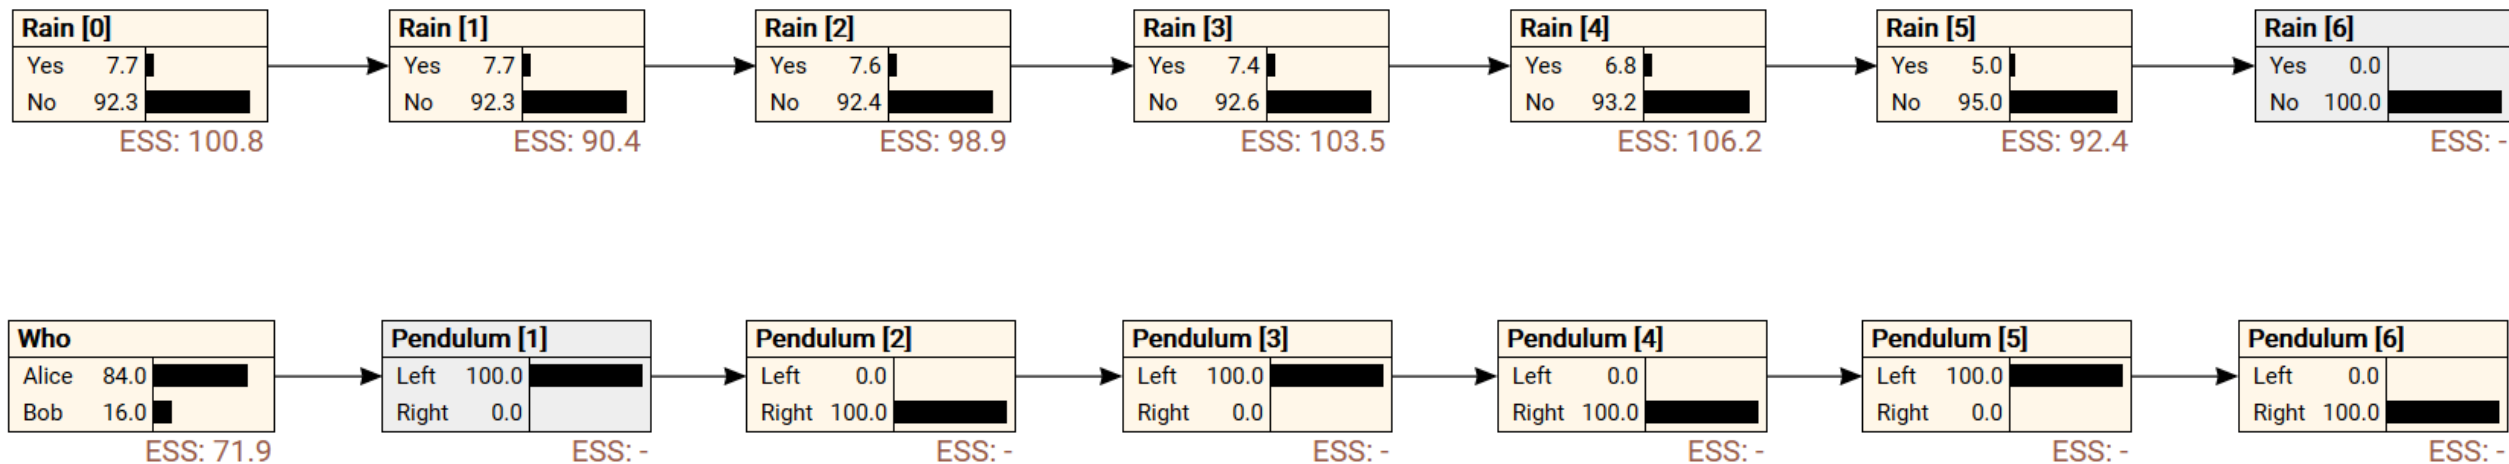 Rain [0]
Yes 7.7
No 92.3
ESS: 100.8
Rain [1]
Yes 7.7
No 92.3
ESS: 90.4
Rain [2]
Yes 7.6
No 92.4
ESS: 98.9
Rain [3]
Yes 7.4
No 92.6
ESS: 103.5
Rain [4]
Yes 6.8
No 93.2
ESS: 106.2
Rain [5]
Yes 5.0
No 95.0
ESS: 92.4
Rain [6]
Yes 0.0
No 100.0
ESS: -
Who
Alice 84.0
Bob 16.0
ESS: 71.9
Pendulum [1]
Left 100.0
Right 0.0
ESS: -
Pendulum [2]
Left 0.0
Right 100.0
ESS: -
Pendulum [3]
Left 100.0
Right 0.0
ESS: -
Pendulum [4]
Left 0.0
Right 100.0
ESS: -
Pendulum [5]
Left 100.0
Right 0.0
ESS: -
Pendulum [6]
Left 0.0
Right 100.0
ESS: -